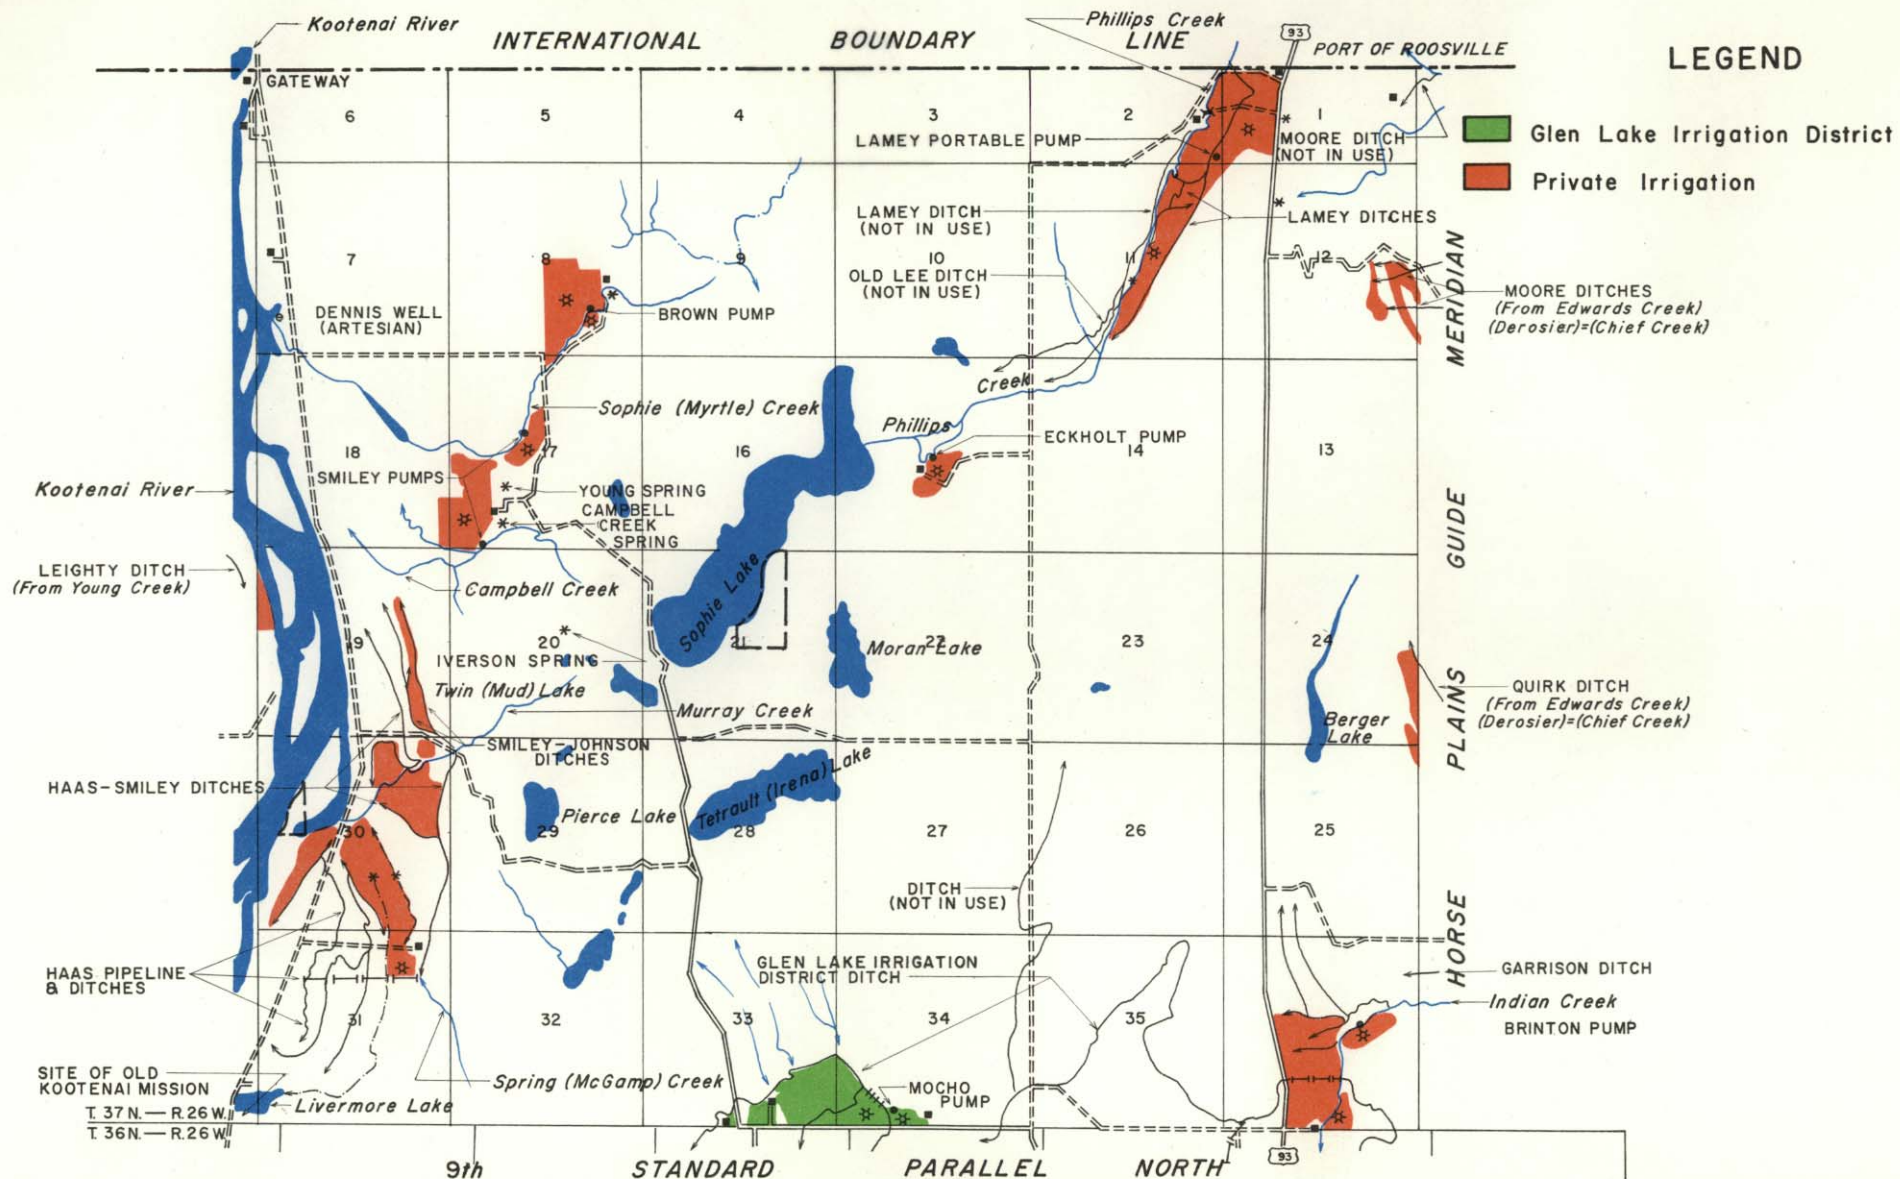 Kootenai River
INTERNATIONAL BOUNDARY LINE
Phillips Creek
93
PORT OF ROOSVILLE
LEGEND
Glen Lake Irrigation District
Private Irrigation
GATEWAY
6
5
4
3
2
1
LAMEY PORTABLE PUMP
MOORE DITCH
(NOT IN USE)
LAMEY DITCH
(NOT IN USE)
LAMEY DITCHES
7
8
9
10
11
12
OLD LEE DITCH
(NOT IN USE)
DENNIS WELL
(ARTESIAN)
BROWN PUMP
MOORE DITCHES
(From Edwards Creek)
(Derosier)=(Chief Creek)
MERIDIAN
GUIDE
PLAINS
HORSE
Creek
Phillips
Sophie (Myrtle) Creek
ECKHOLT PUMP
18
17
16
14
13
SMILEY PUMPS
Kootenai River
YOUNG SPRING
CAMPBELL
CREEK
SPRING
LEIGHTY DITCH
(From Young Creek)
Campbell Creek
Sophie Lake
19
20
21
22
23
24
Moran Lake
IVERSON SPRING
Twin (Mud) Lake
Murray Creek
QUIRK DITCH
(From Edwards Creek)
(Derosier)=(Chief Creek)
Berger
Lake
SMILEY-JOHNSON
DITCHES
HAAS-SMILEY DITCHES
Tetrault (Irena) Lake
Pierce Lake
30
29
28
27
26
25
DITCH
(NOT IN USE)
HAAS PIPELINE
& DITCHES
GLEN LAKE IRRIGATION
DISTRICT DITCH
GARRISON DITCH
Indian Creek
BRINTON PUMP
31
32
33
34
35
SITE OF OLD
KOOTENAI MISSION
Spring (McGamp) Creek
MOCHO
PUMP
Livermore Lake
T. 37 N.—R. 26 W.
T. 36 N.—R. 26 W.
93
9th STANDARD PARALLEL NORTH